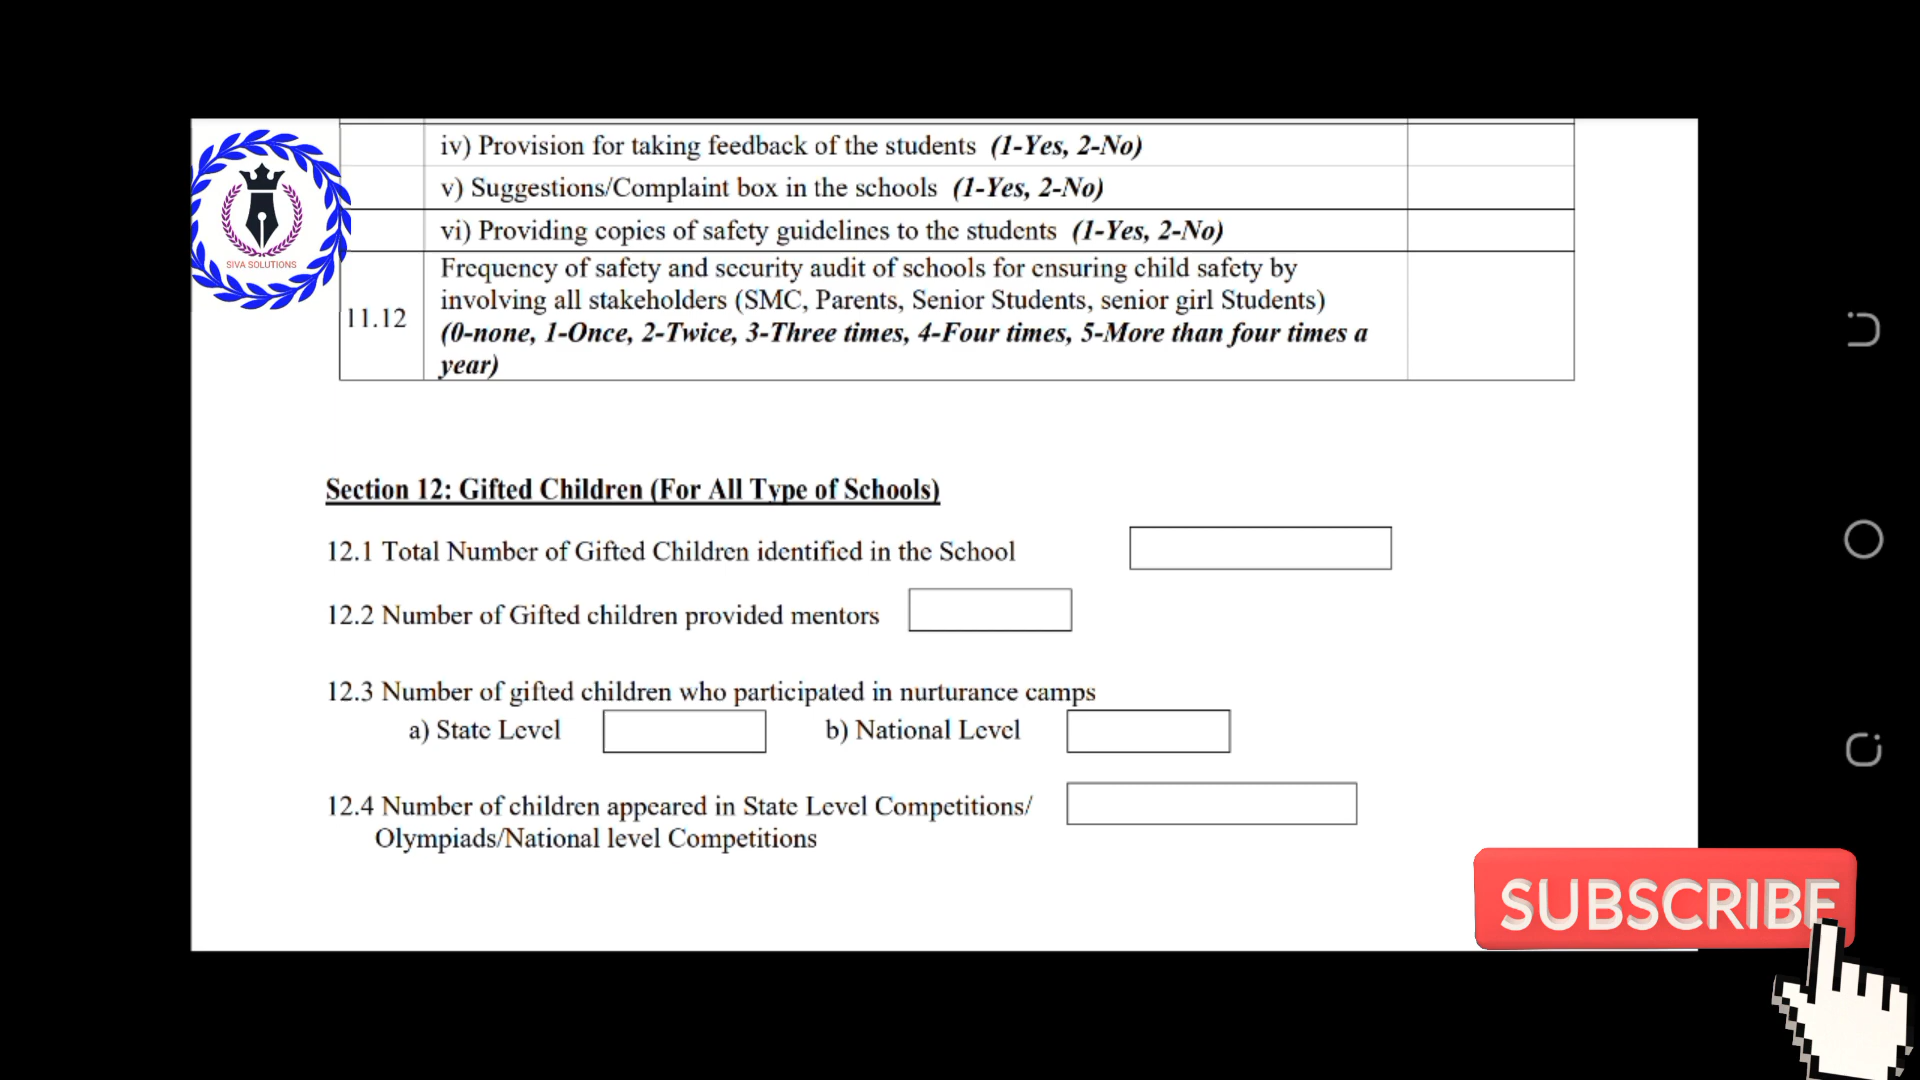 iv) Provision for taking feedback of the students (1-Yes, 2-No)
v) Suggestions/Complaint box in the schools (1-Yes, 2-No)
vi) Providing copies of safety guidelines to the students (1-Yes, 2-No)
SIVA SOLUTIONS
11.12
Frequency of safety and security audit of schools for ensuring child safety by
involving all stakeholders (SMC, Parents, Senior Students, senior girl Students)
(0-none, 1-Once, 2-Twice, 3-Three times, 4-Four times, 5-More than four times a
year)
Section 12: Gifted Children (For All Type of Schools)
12.1 Total Number of Gifted Children identified in the School
12.2 Number of Gifted children provided mentors
12.3 Number of gifted children who participated in nurturance camps
a) State Level b) National Level
12.4 Number of children appeared in State Level Competitions/
Olympiads/National level Competitions
SUBSCRIBE